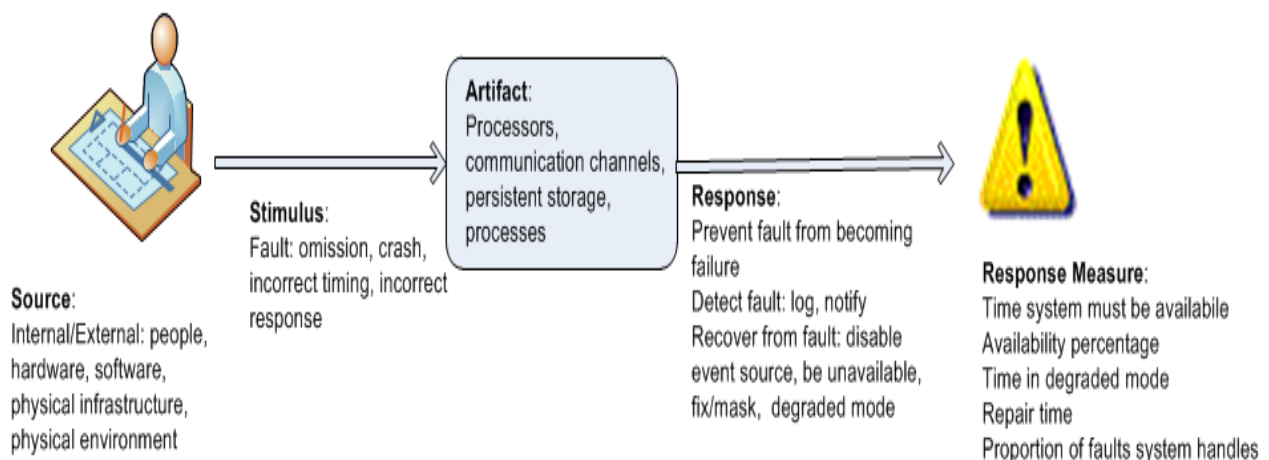 Source:
Internal/External: people,
hardware, software,
physical infrastructure,
physical environment
Stimulus:
Fault: omission, crash,
incorrect timing, incorrect
response
Artifact:
Processors,
communication channels,
persistent storage,
processes
Response:
Prevent fault from becoming
failure
Detect fault: log, notify
Recover from fault: disable
event source, be unavailable,
fix/mask, degraded mode
Response Measure:
Time system must be availabile
Availability percentage
Time in degraded mode
Repair time
Proportion of faults system handles